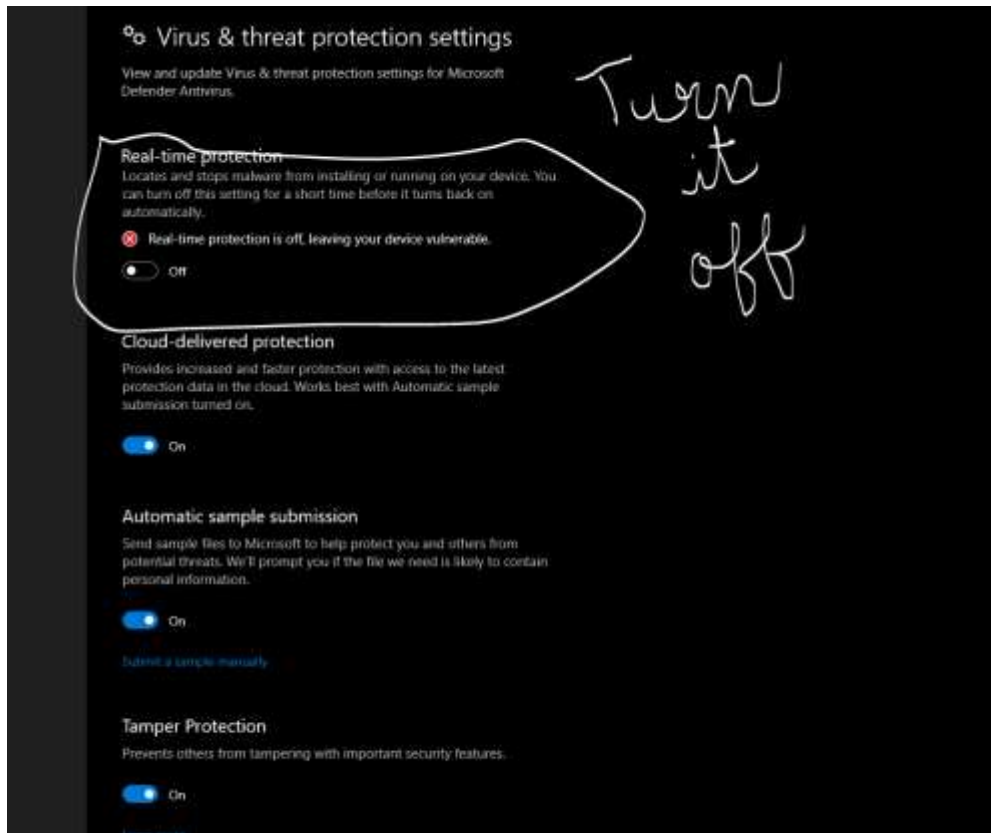 Virus & threat protection settings
View and update Virus & threat protection settings for Microsoft
Defender Antivirus.
Turn
it
off
Real-time protection
Locates and stops malware from installing or running on your device. You
can turn off this setting for a short time before it turns back on
automatically.
Real-time protection is off, leaving your device vulnerable.
Off
Cloud-delivered protection
Provides increased and faster protection with access to the latest
protection data in the cloud. Works best with Automatic sample
submission turned on.
On
Automatic sample submission
Send sample files to Microsoft to help protect you and others from
potential threats. We'll prompt you if the file we need is likely to contain
personal information.
On
Submit a sample manually
Tamper Protection
Prevents others from tampering with important security features.
On